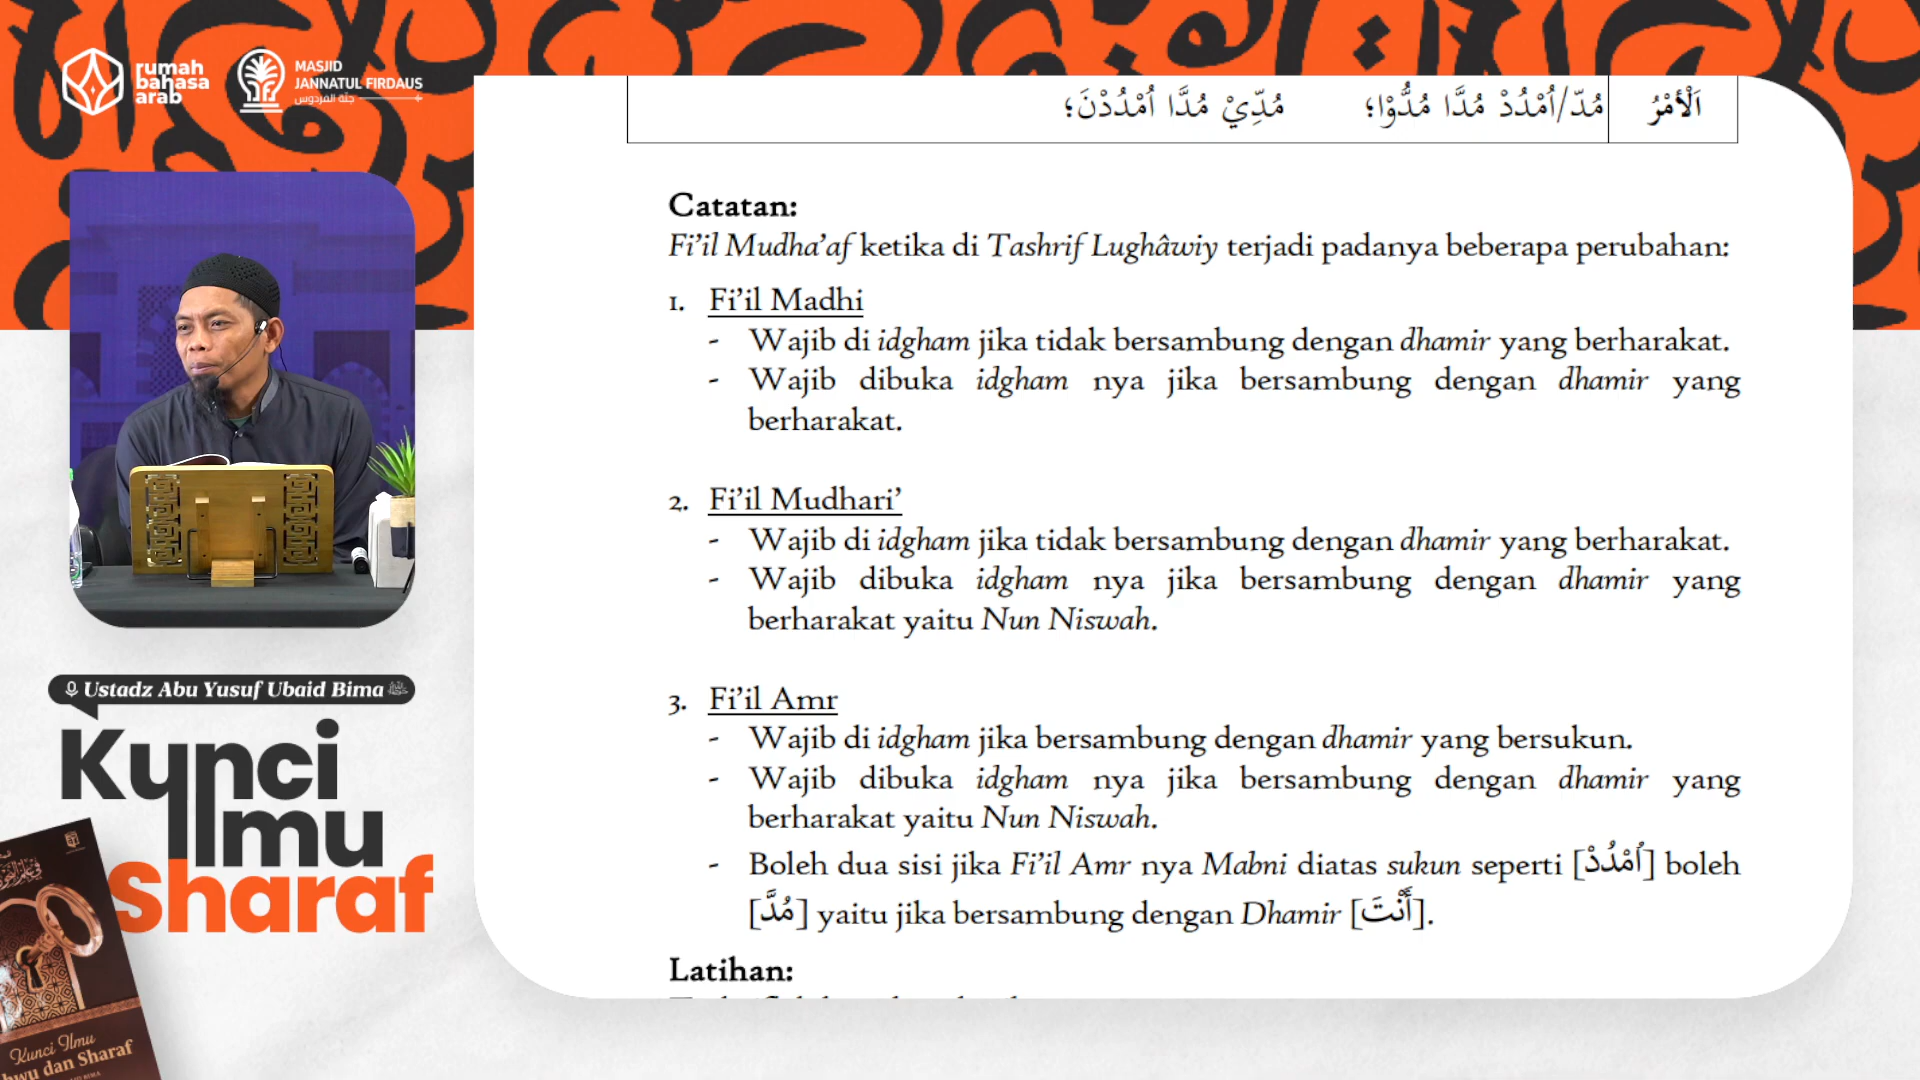 rumah
bahasa
arab
MASJID
JANNATUL FIRDAUS
جنّة الفردوس
اَلْأَمْرُ
مُدّ/اُمْدُدْ مُدَّا مُدُّوْا؛ مُدِّيْ مُدَّا اُمْدُدْنَ؛
Catatan:
Fi’il Mudha’af ketika di Tashrif Lughâwiy terjadi padanya beberapa perubahan:
1. Fi’il Madhi
- Wajib di idgham jika tidak bersambung dengan dhamir yang berharakat.
- Wajib dibuka idgham nya jika bersambung dengan dhamir yang
berharakat.
2. Fi’il Mudhari’
- Wajib di idgham jika tidak bersambung dengan dhamir yang berharakat.
- Wajib dibuka idgham nya jika bersambung dengan dhamir yang
berharakat yaitu Nun Niswah.
3. Fi’il Amr
- Wajib di idgham jika bersambung dengan dhamir yang bersukun.
- Wajib dibuka idgham nya jika bersambung dengan dhamir yang
berharakat yaitu Nun Niswah.
- Boleh dua sisi jika Fi’il Amr nya Mabni diatas sukun seperti [اُمْدُدْ] boleh
[مُدَّ] yaitu jika bersambung dengan Dhamir [أَنْتَ].
Latihan:
Ustadz Abu Yusuf Ubaid Bima
Kunci
Ilmu
Sharaf
Kunci Ilmu
hwu dan Sharaf